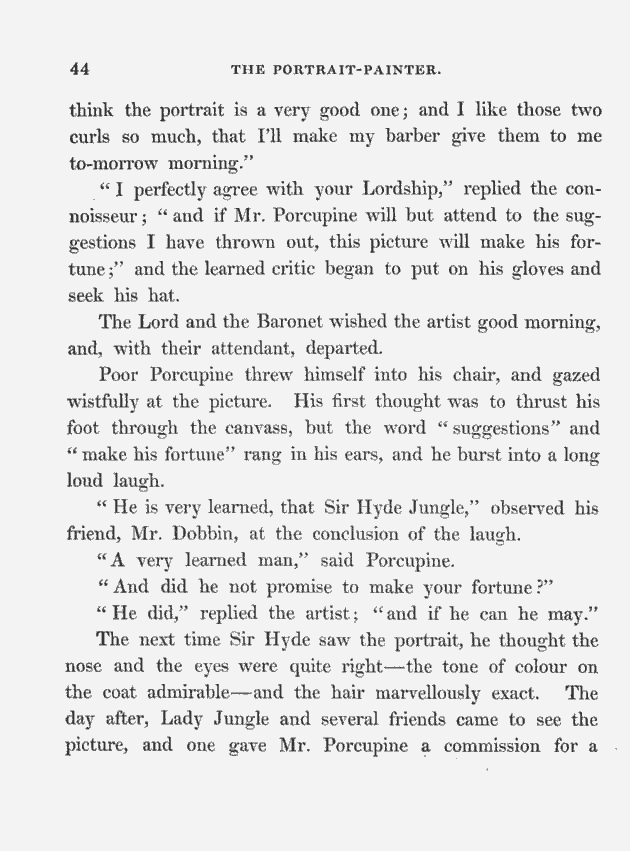 44 THE PORTRAIT-PAINTER.
think the portrait is a very good one; and I like those two
curls so much, that I'll make my barber give them to me
to-morrow morning."
"I perfectly agree with your Lordship," replied the con-
noisseur; "and if Mr. Porcupine will but attend to the sug-
gestions I have thrown out, this picture will make his for-
tune;" and the learned critic began to put on his gloves and
seek his hat.
The Lord and the Baronet wished the artist good morning,
and, with their attendant, departed.
Poor Porcupine threw himself into his chair, and gazed
wistfully at the picture. His first thought was to thrust his
foot through the canvass, but the word "suggestions" and
"make his fortune" rang in his ears, and he burst into a long
loud laugh.
"He is very learned, that Sir Hyde Jungle," observed his
friend, Mr. Dobbin, at the conclusion of the laugh.
"A very learned man," said Porcupine.
"And did he not promise to make your fortune?"
"He did," replied the artist; "and if he can he may."
The next time Sir Hyde saw the portrait, he thought the
nose and the eyes were quite right—the tone of colour on
the coat admirable—and the hair marvellously exact. The
day after, Lady Jungle and several friends came to see the
picture, and one gave Mr. Porcupine a commission for a